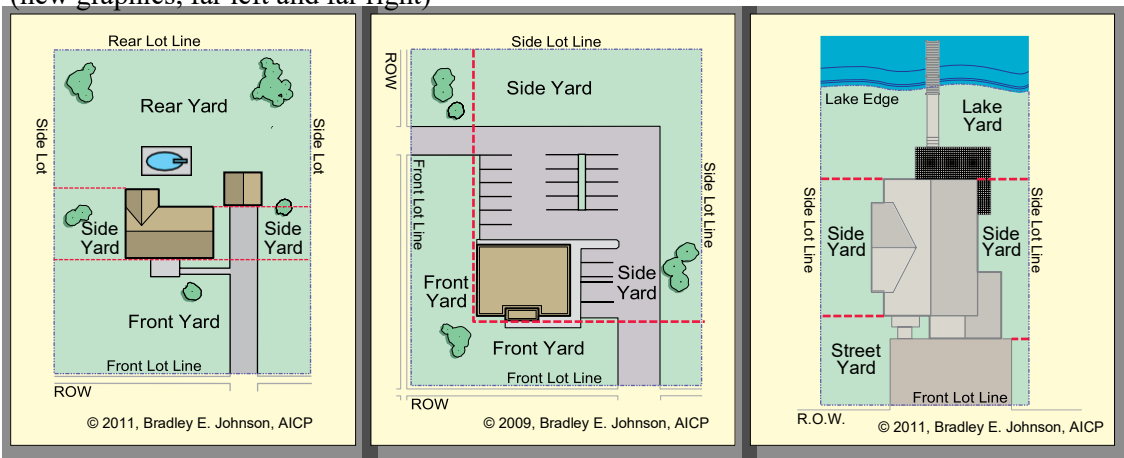 (new graphics, far left and far right)
Rear Lot Line
Rear Yard
Side Lot
Side Lot
Side
Yard
Side
Yard
Front Yard
Front Lot Line
ROW
© 2011, Bradley E. Johnson, AICP
Side Lot Line
ROW
Side Yard
Front Lot Line
Side Lot Line
Front
Yard
Side
Yard
Front Yard
Front Lot Line
ROW
© 2009, Bradley E. Johnson, AICP
Lake Edge
Lake
Yard
Side Lot Line
Side Lot Line
Side
Yard
Side
Yard
Street
Yard
Front Lot Line
R.O.W.
© 2011, Bradley E. Johnson, AICP